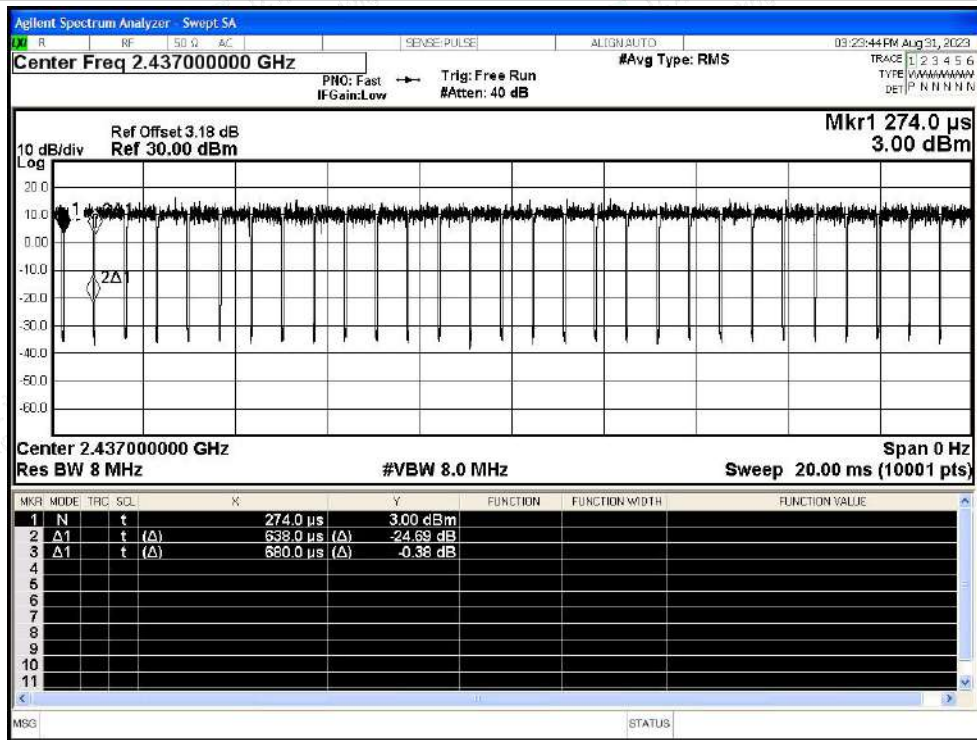 Agilent Spectrum Analyzer - Swept SA
LXI R RF 50 Ω AC SENSE:PULSE ALIGN AUTO 03:23:44 PM Aug 31, 2023
Center Freq 2.437000000 GHz
PNO: Fast
IFGain:Low
Trig: Free Run
#Atten: 40 dB
#Avg Type: RMS
TRACE 1 2 3 4 5 6
TYPE
DET P N N N N N
Ref Offset 3.18 dB
10 dB/div Ref 30.00 dBm
Log
Mkr1 274.0 µs
3.00 dBm
20.0
10.0
0.00
-10.0
-20.0
-30.0
-40.0
-50.0
-60.0
1
2Δ1
Center 2.437000000 GHz Span 0 Hz
Res BW 8 MHz #VBW 8.0 MHz Sweep 20.00 ms (10001 pts)
MKR MODE TRC SCL X Y FUNCTION FUNCTION WIDTH FUNCTION VALUE
1 N t 274.0 µs 3.00 dBm
2 Δ1 t (Δ) 638.0 µs (Δ) -24.69 dB
3 Δ1 t (Δ) 680.0 µs (Δ) -0.38 dB
4
5
6
7
8
9
10
11
MSG STATUS